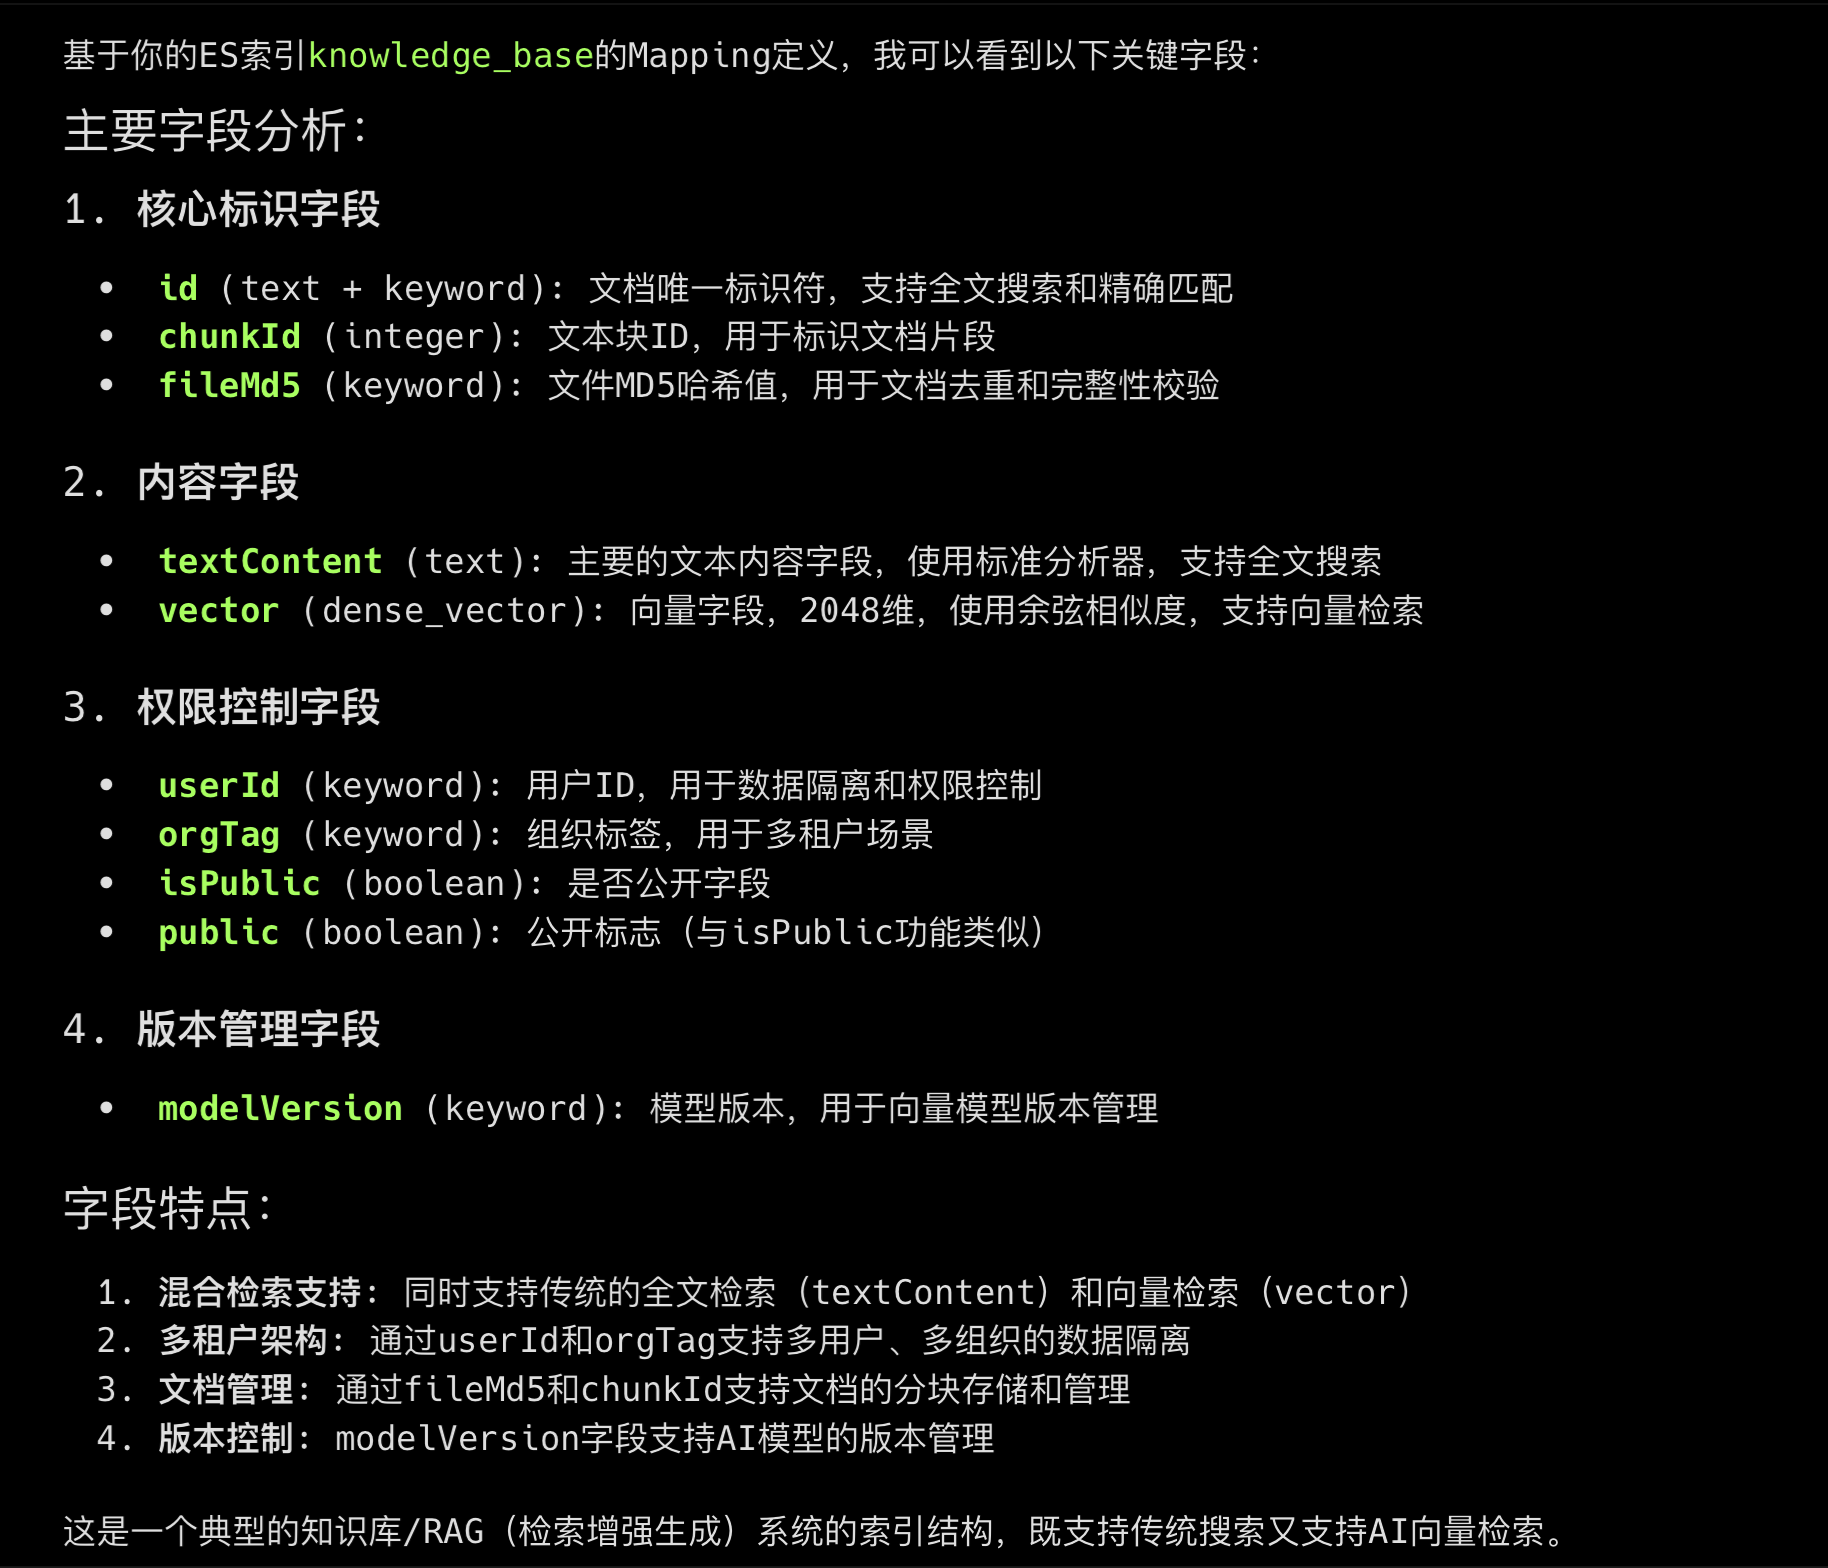 基于你的ES索引knowledge_base的Mapping定义，我可以看到以下关键字段：
主要字段分析：
1. 核心标识字段
• id (text + keyword): 文档唯一标识符，支持全文搜索和精确匹配
• chunkId (integer): 文本块ID，用于标识文档片段
• fileMd5 (keyword): 文件MD5哈希值，用于文档去重和完整性校验
2. 内容字段
• textContent (text): 主要的文本内容字段，使用标准分析器，支持全文搜索
• vector (dense_vector): 向量字段，2048维，使用余弦相似度，支持向量检索
3. 权限控制字段
• userId (keyword): 用户ID，用于数据隔离和权限控制
• orgTag (keyword): 组织标签，用于多租户场景
• isPublic (boolean): 是否公开字段
• public (boolean): 公开标志（与isPublic功能类似）
4. 版本管理字段
• modelVersion (keyword): 模型版本，用于向量模型版本管理
字段特点：
1. 混合检索支持: 同时支持传统的全文检索（textContent）和向量检索（vector）
2. 多租户架构: 通过userId和orgTag支持多用户、多组织的数据隔离
3. 文档管理: 通过fileMd5和chunkId支持文档的分块存储和管理
4. 版本控制: modelVersion字段支持AI模型的版本管理
这是一个典型的知识库/RAG（检索增强生成）系统的索引结构，既支持传统搜索又支持AI向量检索。